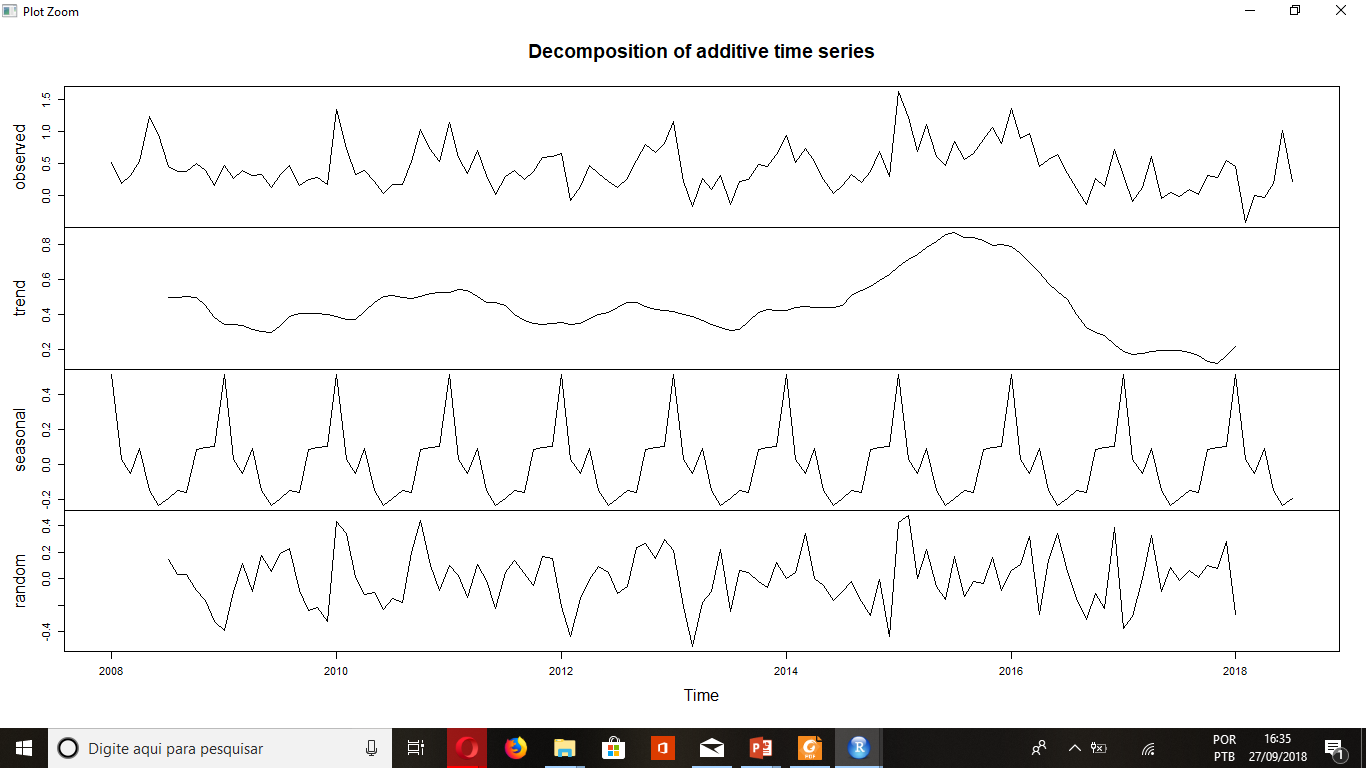 Plot Zoom
Decomposition of additive time series
observed
0.0 0.5 1.0 1.5
trend
0.2 0.4 0.6 0.8
seasonal
-0.2 0.0 0.2 0.4
random
-0.4 0.0 0.2 0.4
2008 2010 2012 2014 2016 2018
Time
Digite aqui para pesquisar
POR
PTB
16:35
27/09/2018
1